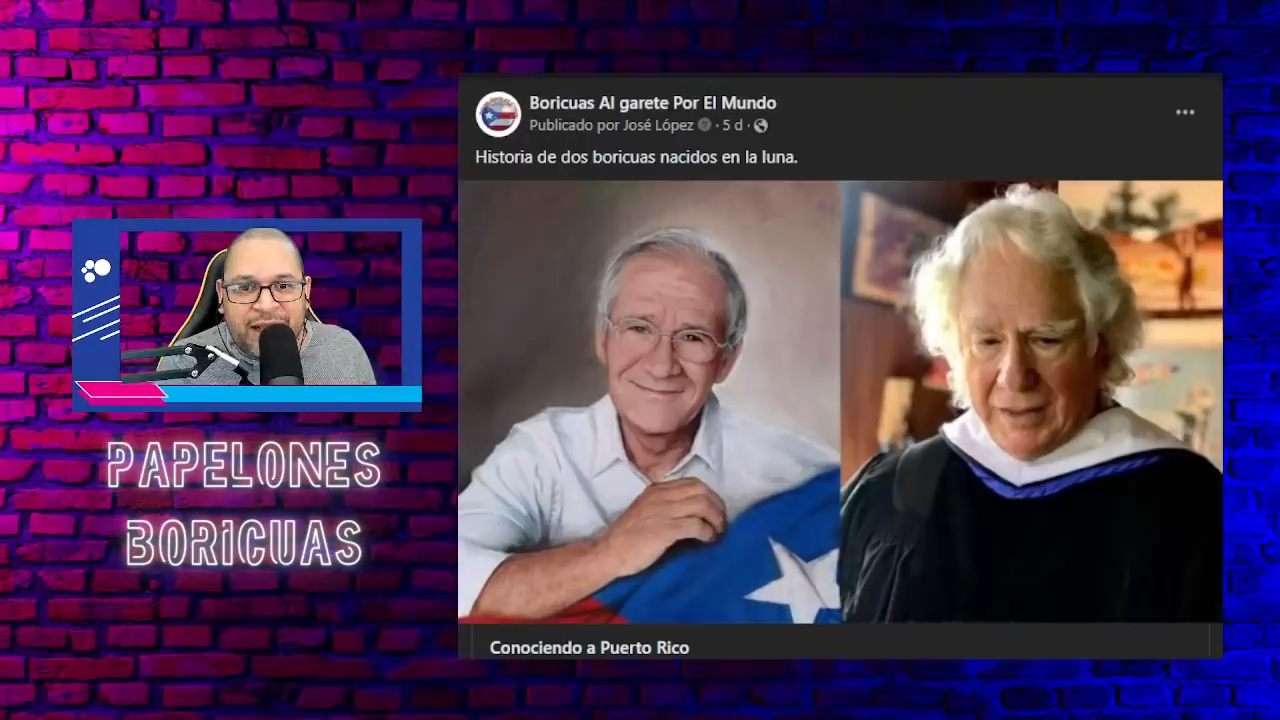 Boricuas Al garete Por El Mundo
Publicado por José López · 5 d ·
Historia de dos boricuas nacidos en la luna.
PAPELONES
BORICUAS
Conociendo a Puerto Rico